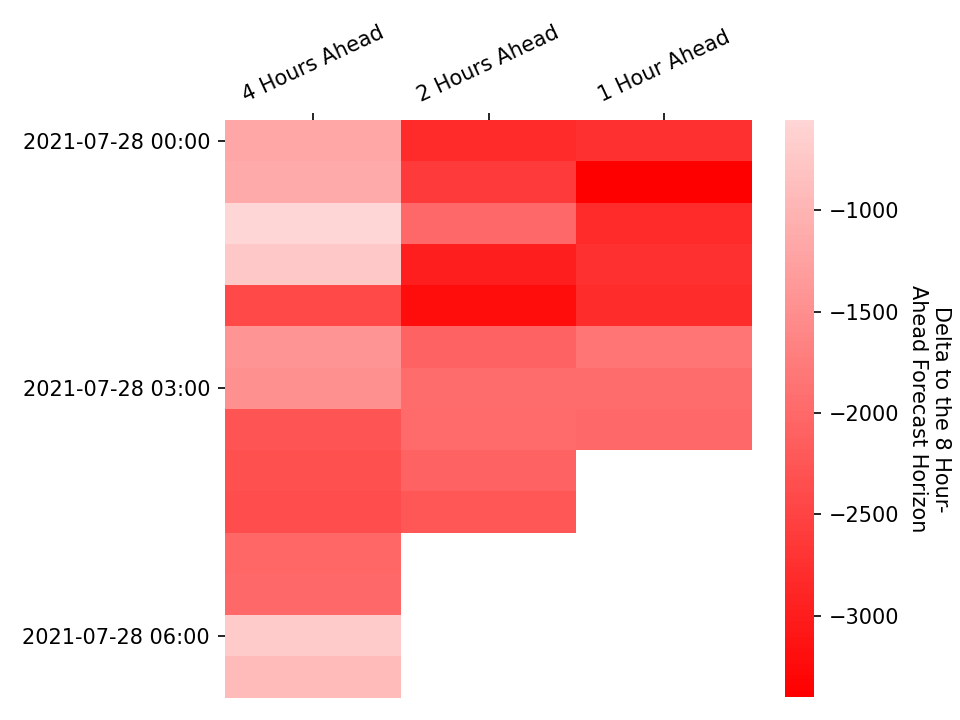 4 Hours Ahead
2 Hours Ahead
1 Hour Ahead
2021-07-28 00:00
2021-07-28 03:00
2021-07-28 06:00
−1000
−1500
−2000
−2500
−3000
Delta to the 8 Hour-
Ahead Forecast Horizon